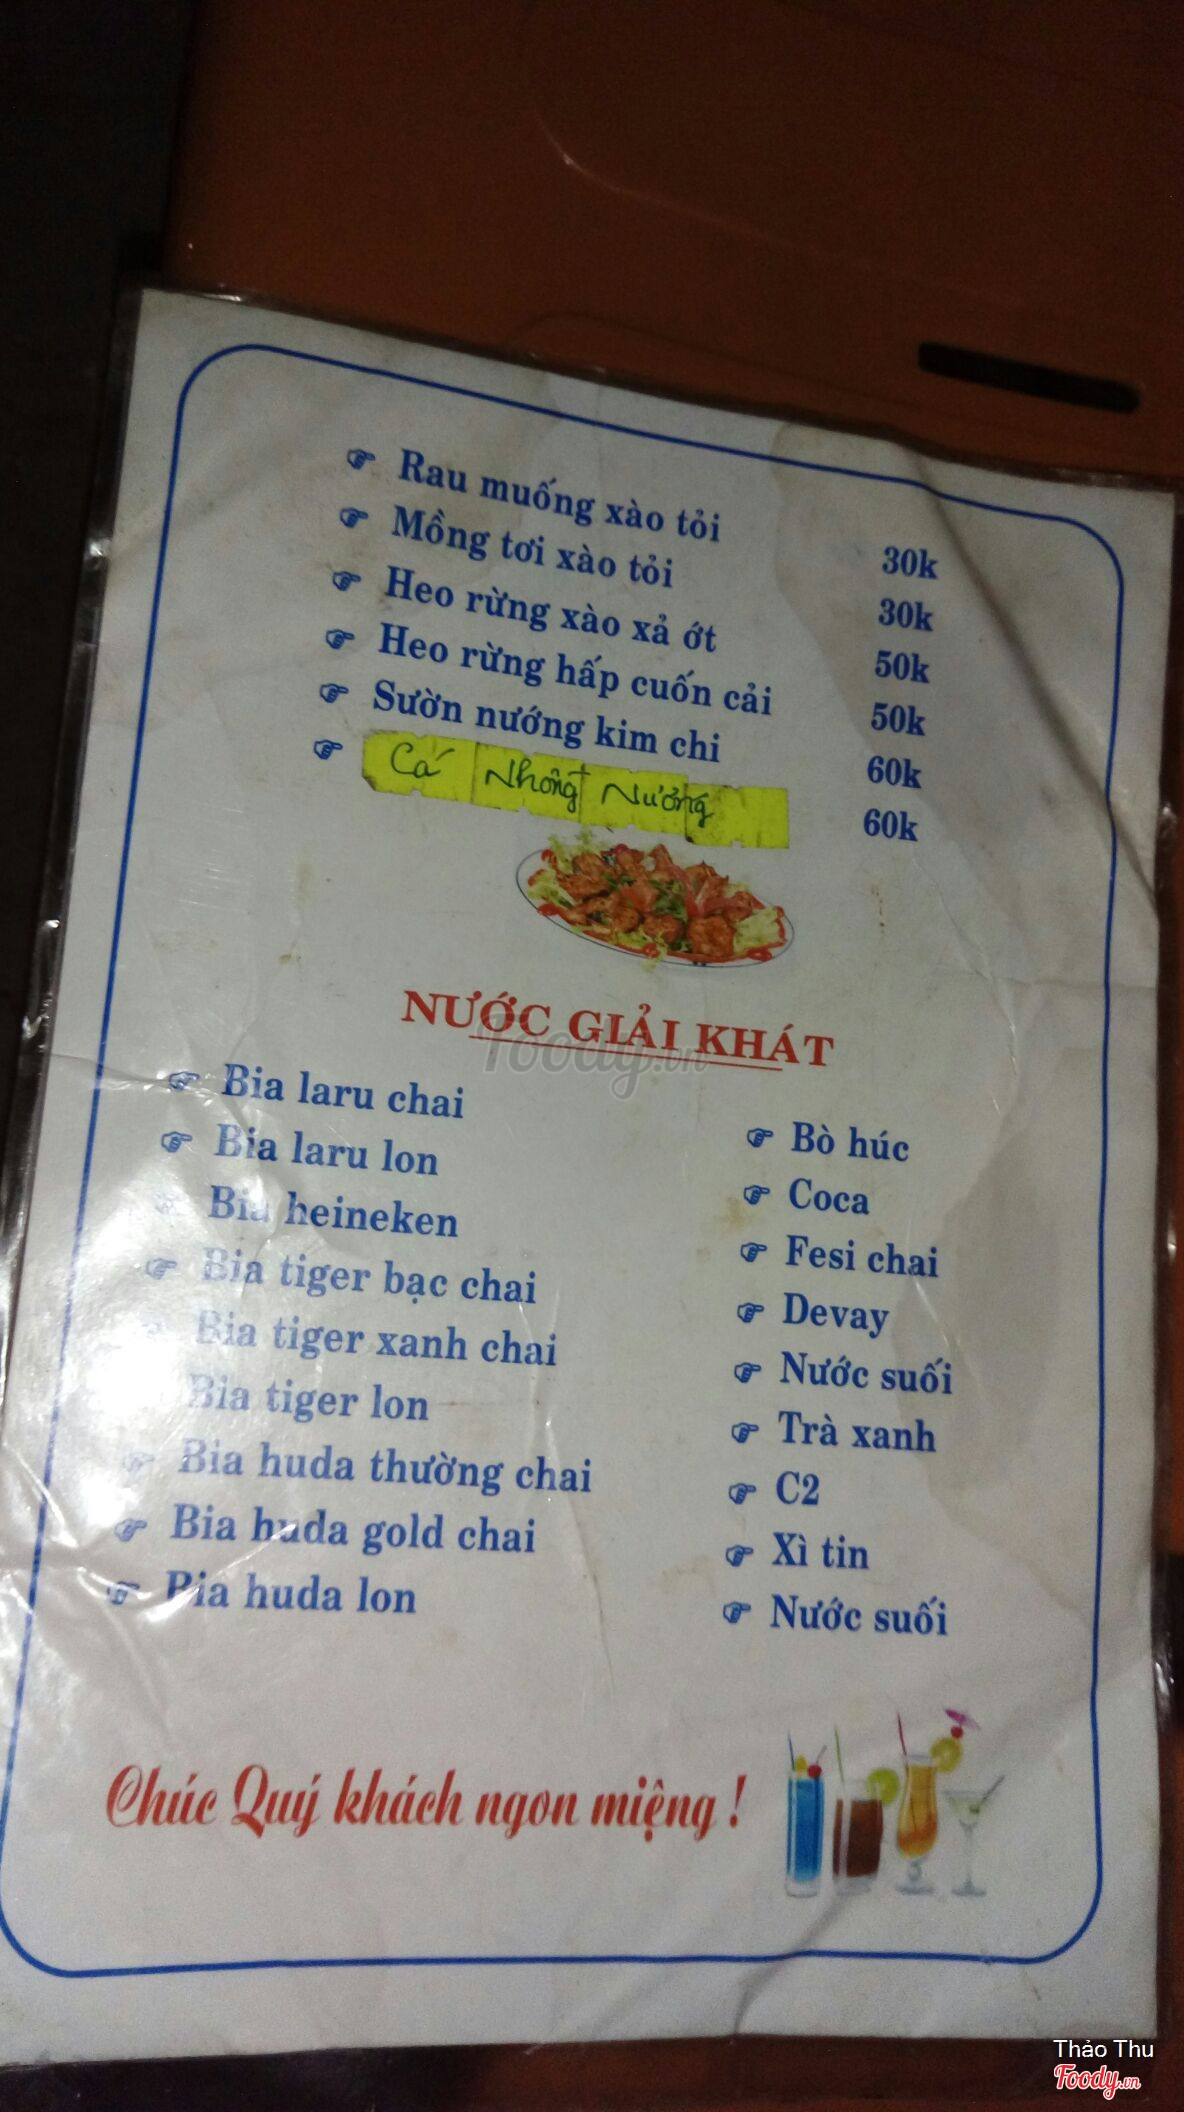 Rau muống xào tỏi 30k
Mồng tơi xào tỏi 30k
Heo rừng xào xả ớt 50k
Heo rừng hấp cuốn cải 50k
Sườn nướng kim chi 60k
Cá Nhồng Nướng 60k
NƯỚC GIẢI KHÁT
Foody.vn
Bia laru chai
Bia laru lon
Bia heineken
Bia tiger bạc chai
Bia tiger xanh chai
Bia tiger lon
Bia huda thường chai
Bia huda gold chai
Bia huda lon
Bò húc
Coca
Fesi chai
Devay
Nước suối
Trà xanh
C2
Xì tin
Nước suối
Chúc Quý khách ngon miệng !
Thảo Thu
Foody.vn